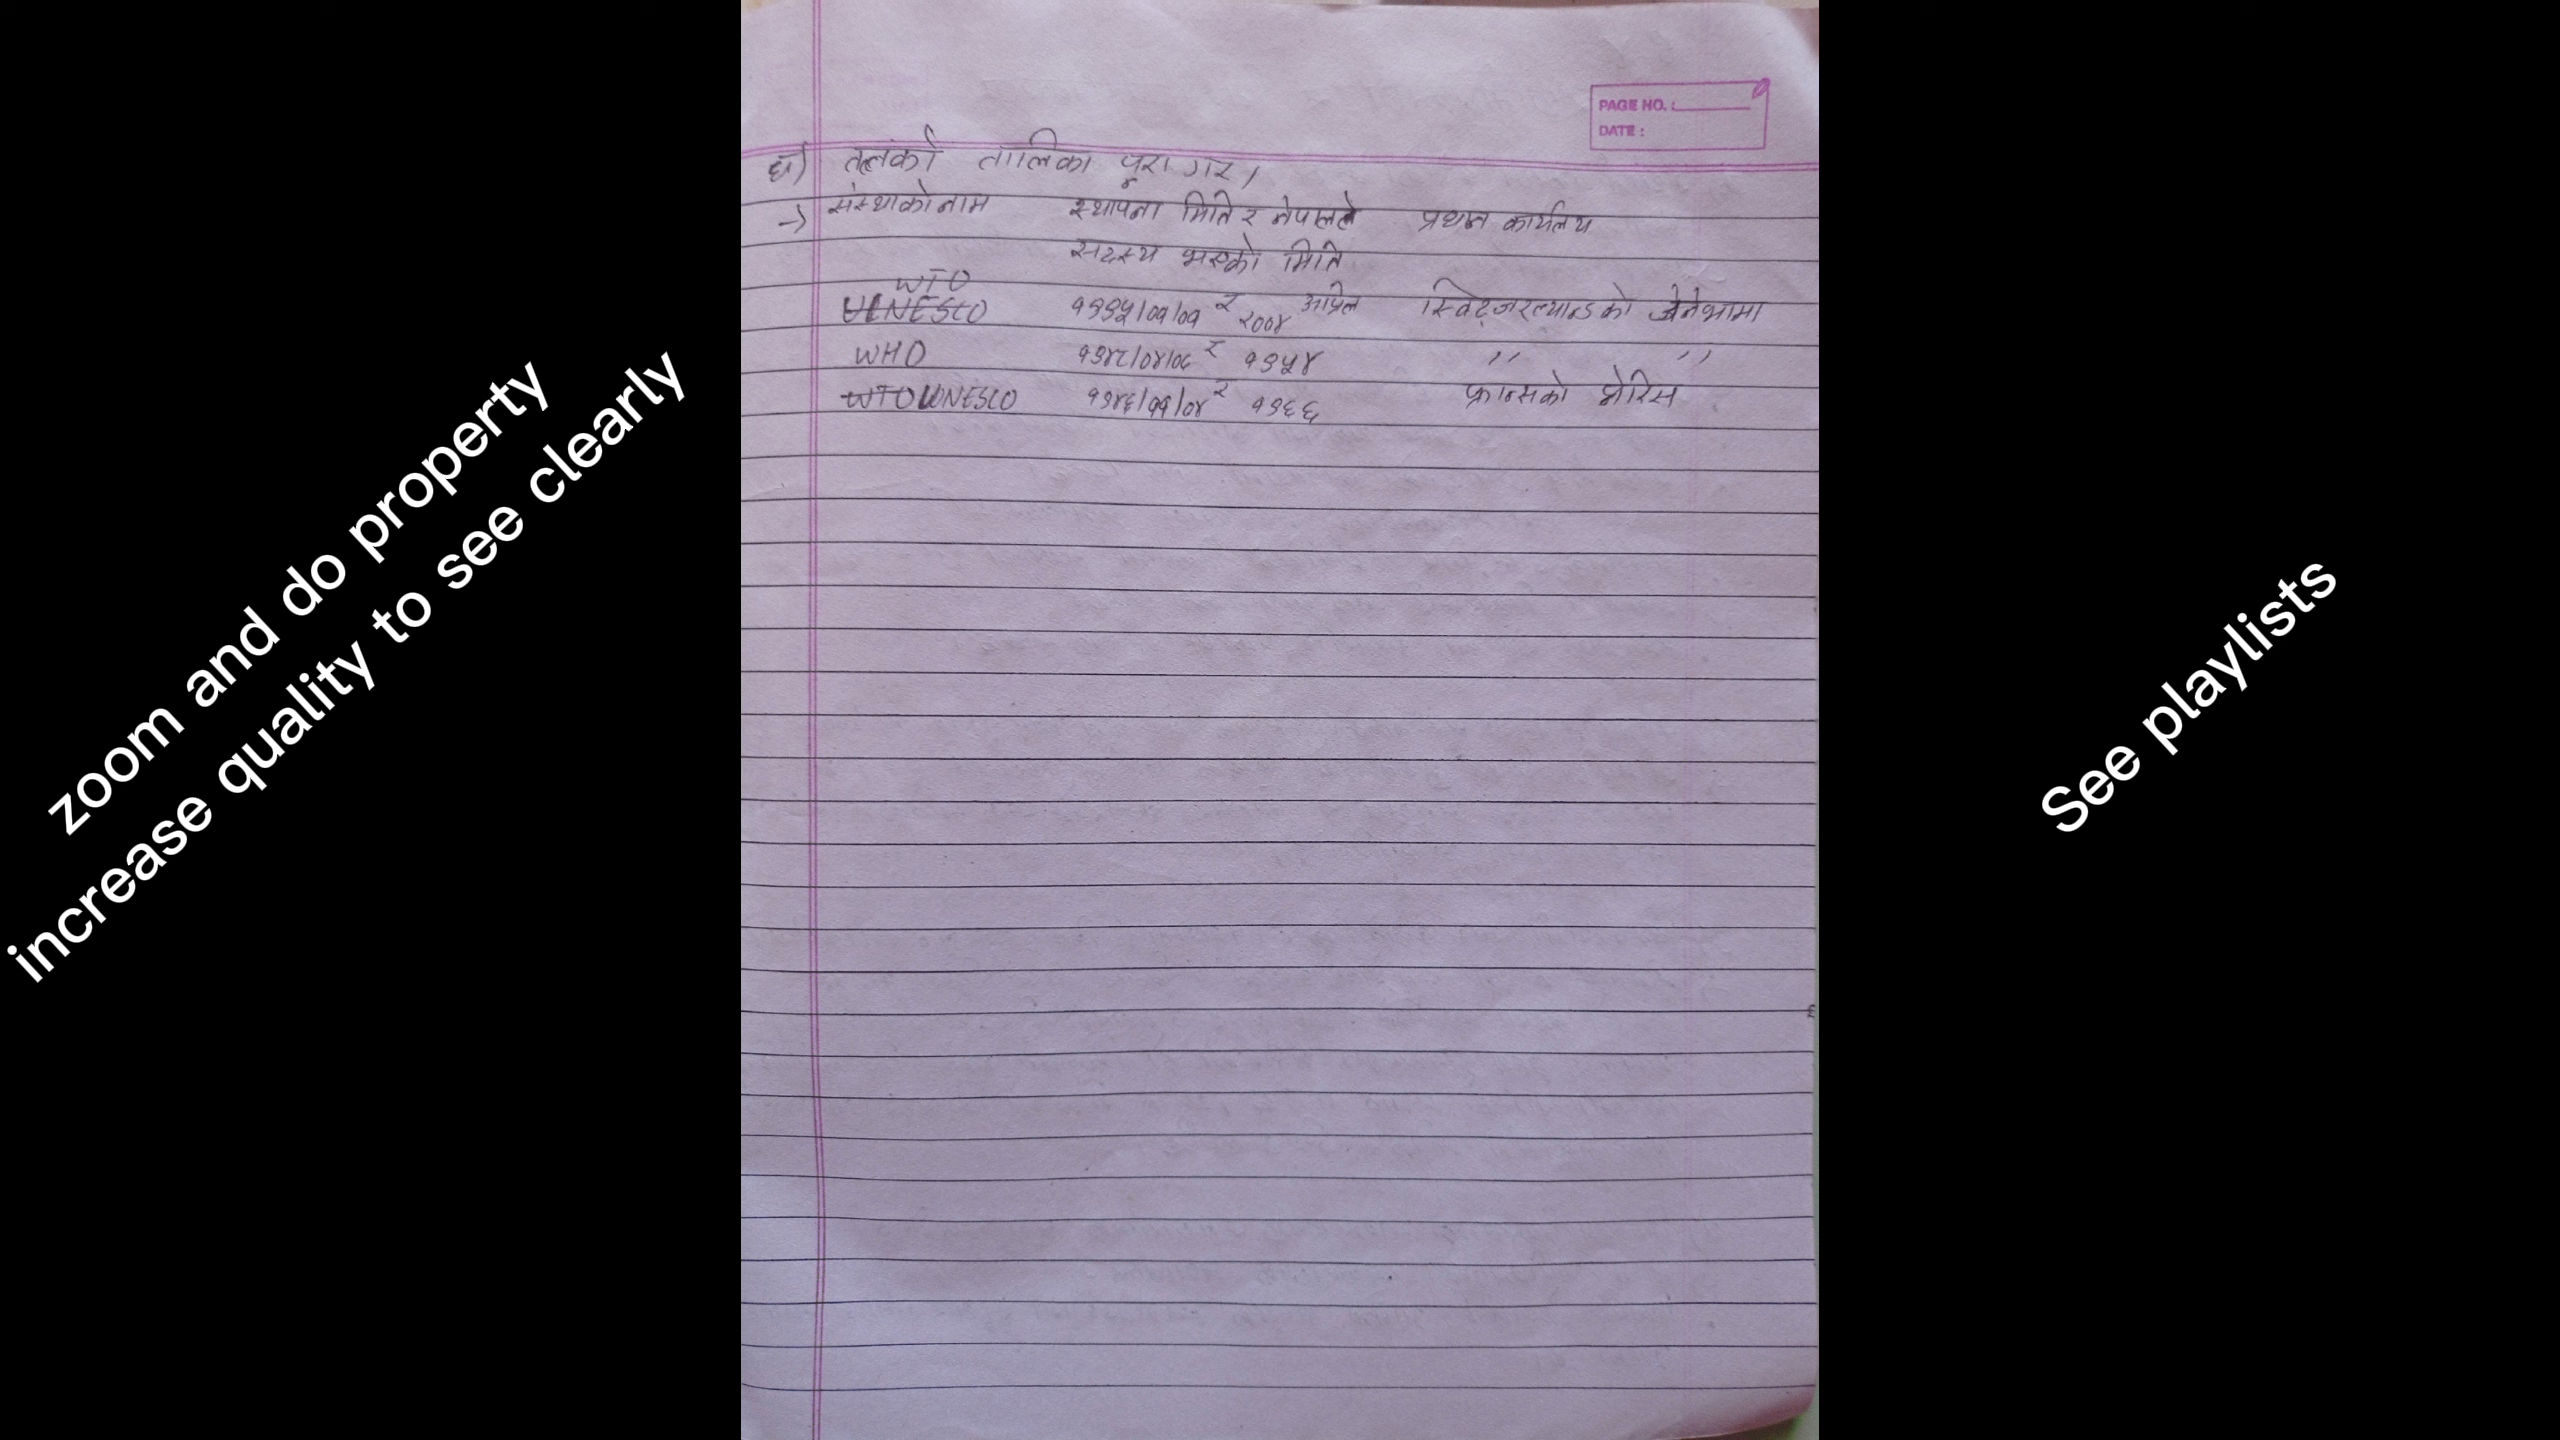 zoom and do property
increase quality to see clearly
PAGE NO. :
DATE :
घ) तलको तालिका पूरा गर।
→ संस्थाको नाम स्थापना मिति र नेपालले प्रधान कार्यलय
सदस्य भएको मिति
WTO
UNESCO १९९५/०१/०१ र २००४ अप्रिल स्विट्जरल्यान्डको जेनेभामा
WHO १९४८/०४/०७ र १९५४ ,, ,,
WTO UNESCO १९४६/११/०४ र १९६६ फ्रान्सको पेरिस
See playlists